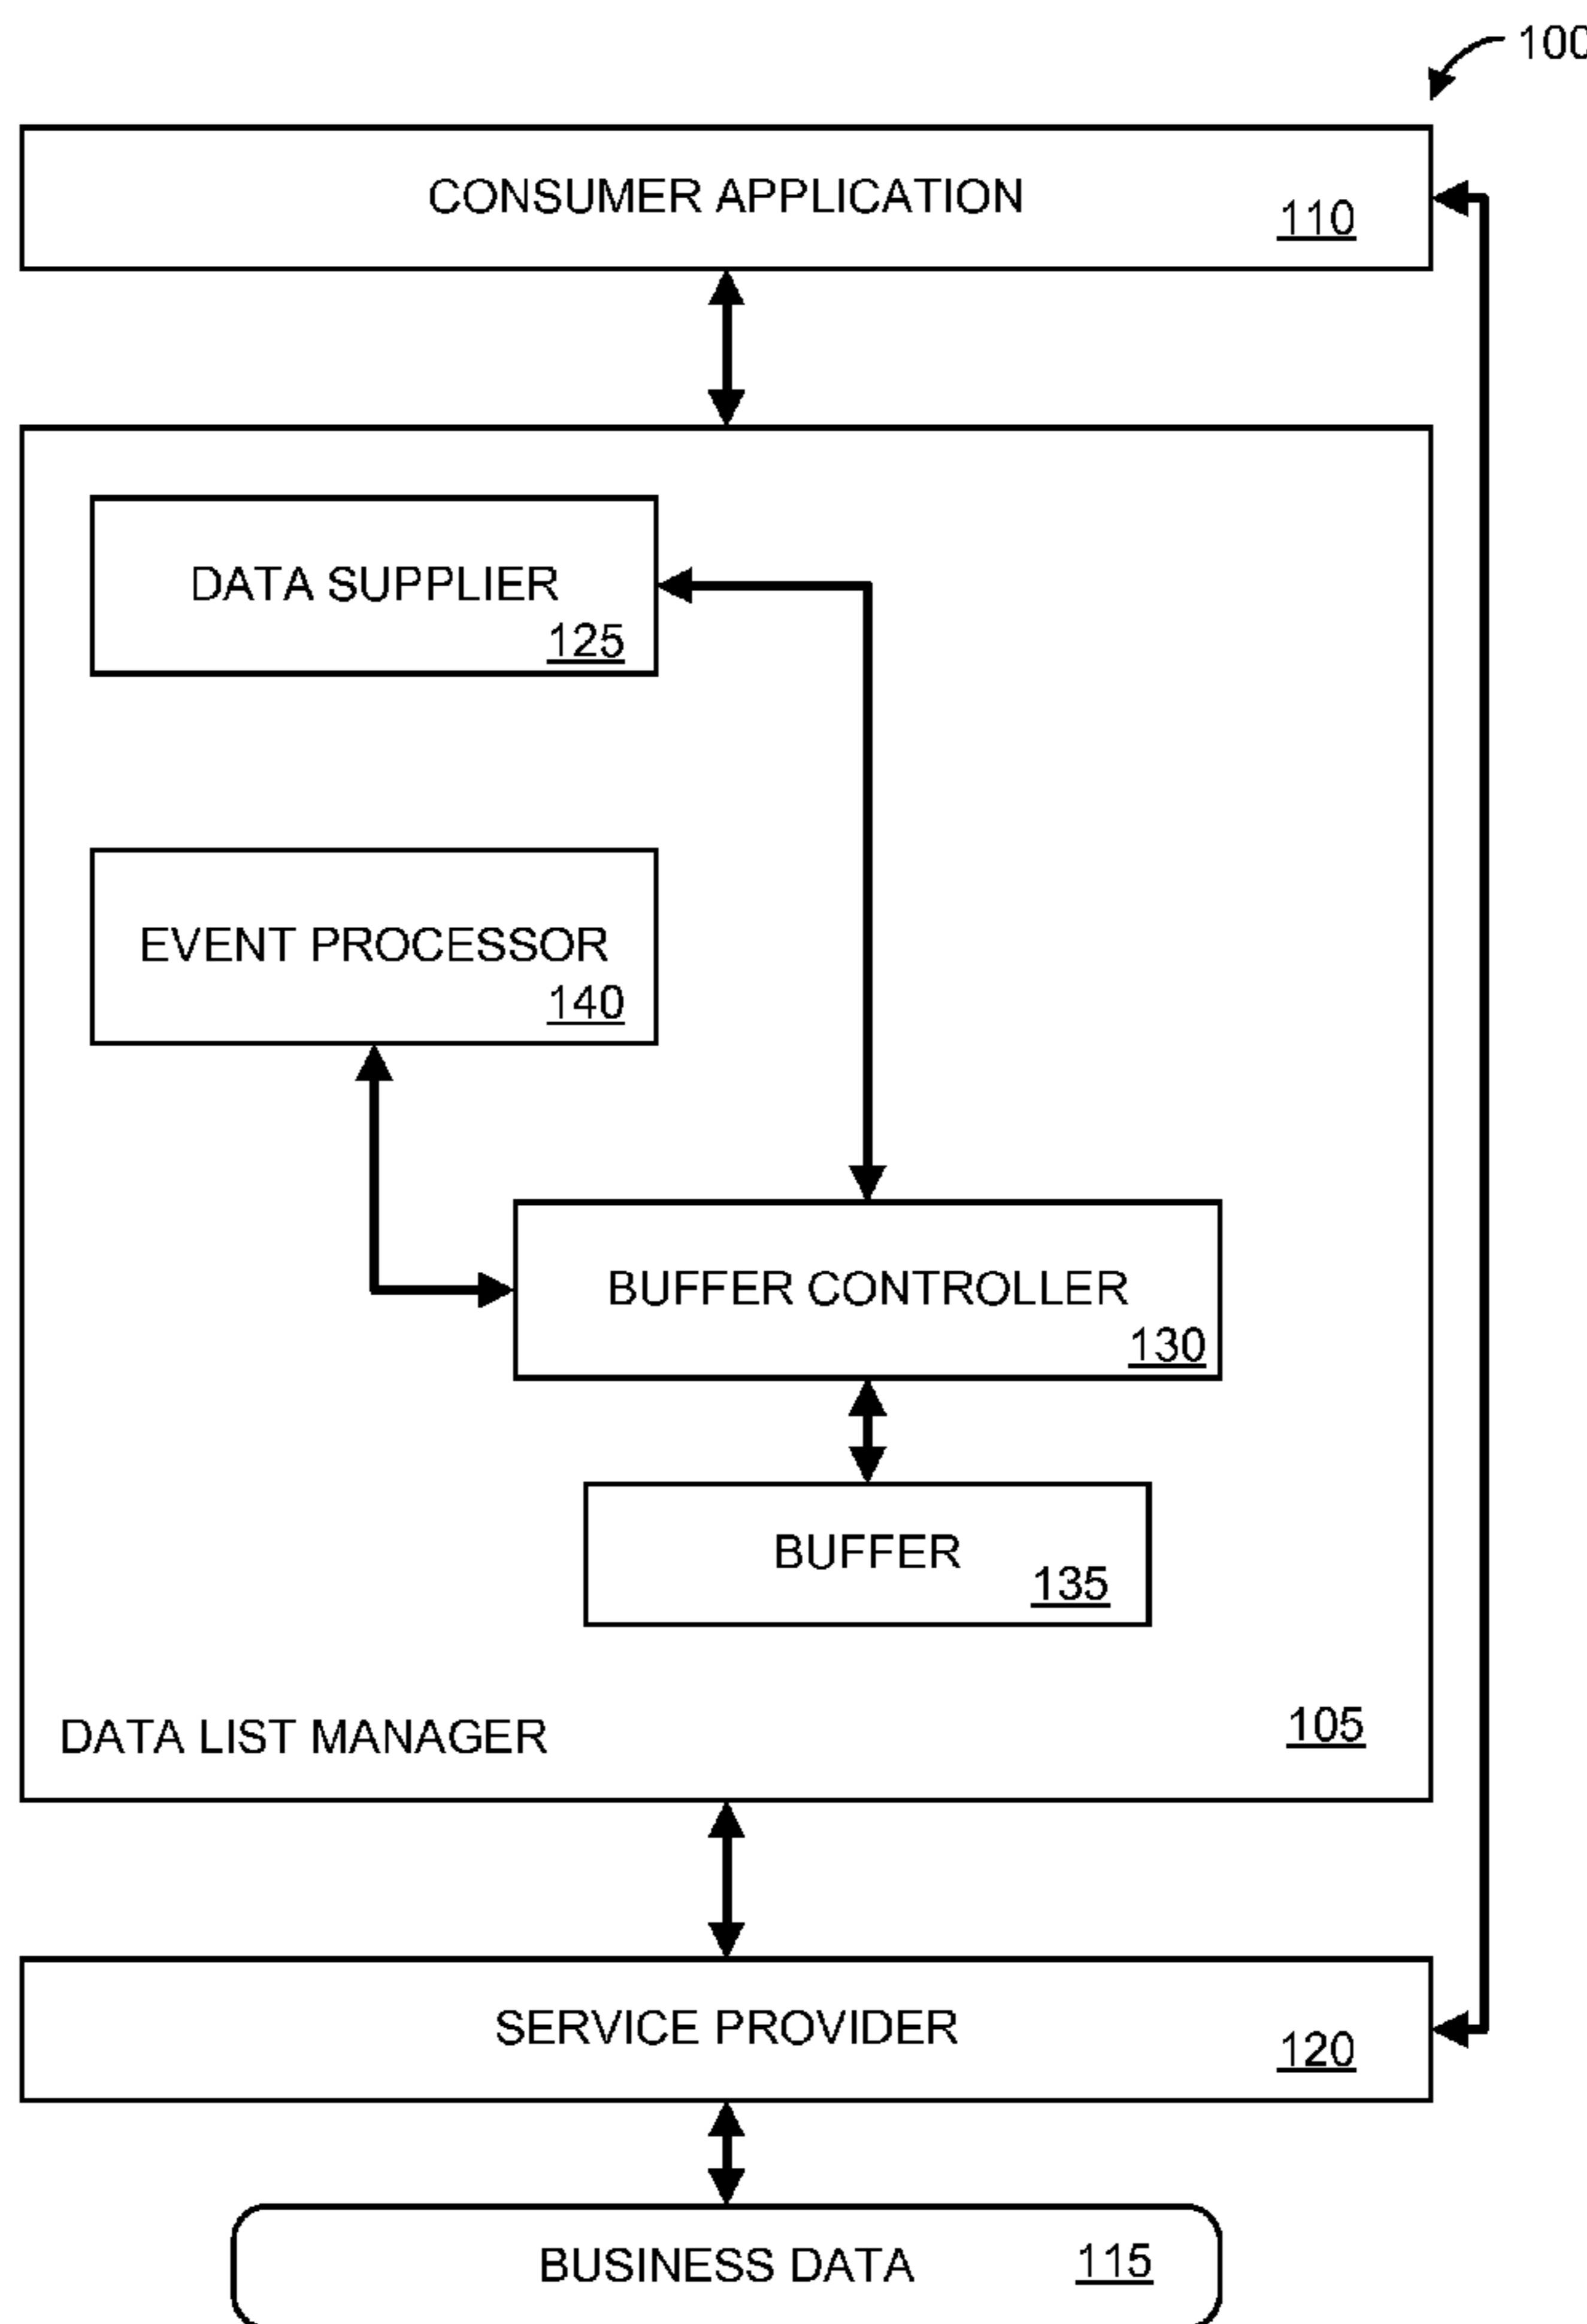 100
CONSUMER APPLICATION
110
DATA SUPPLIER
125
EVENT PROCESSOR
140
BUFFER CONTROLLER
130
BUFFER
135
DATA LIST MANAGER
105
SERVICE PROVIDER
120
BUSINESS DATA
115